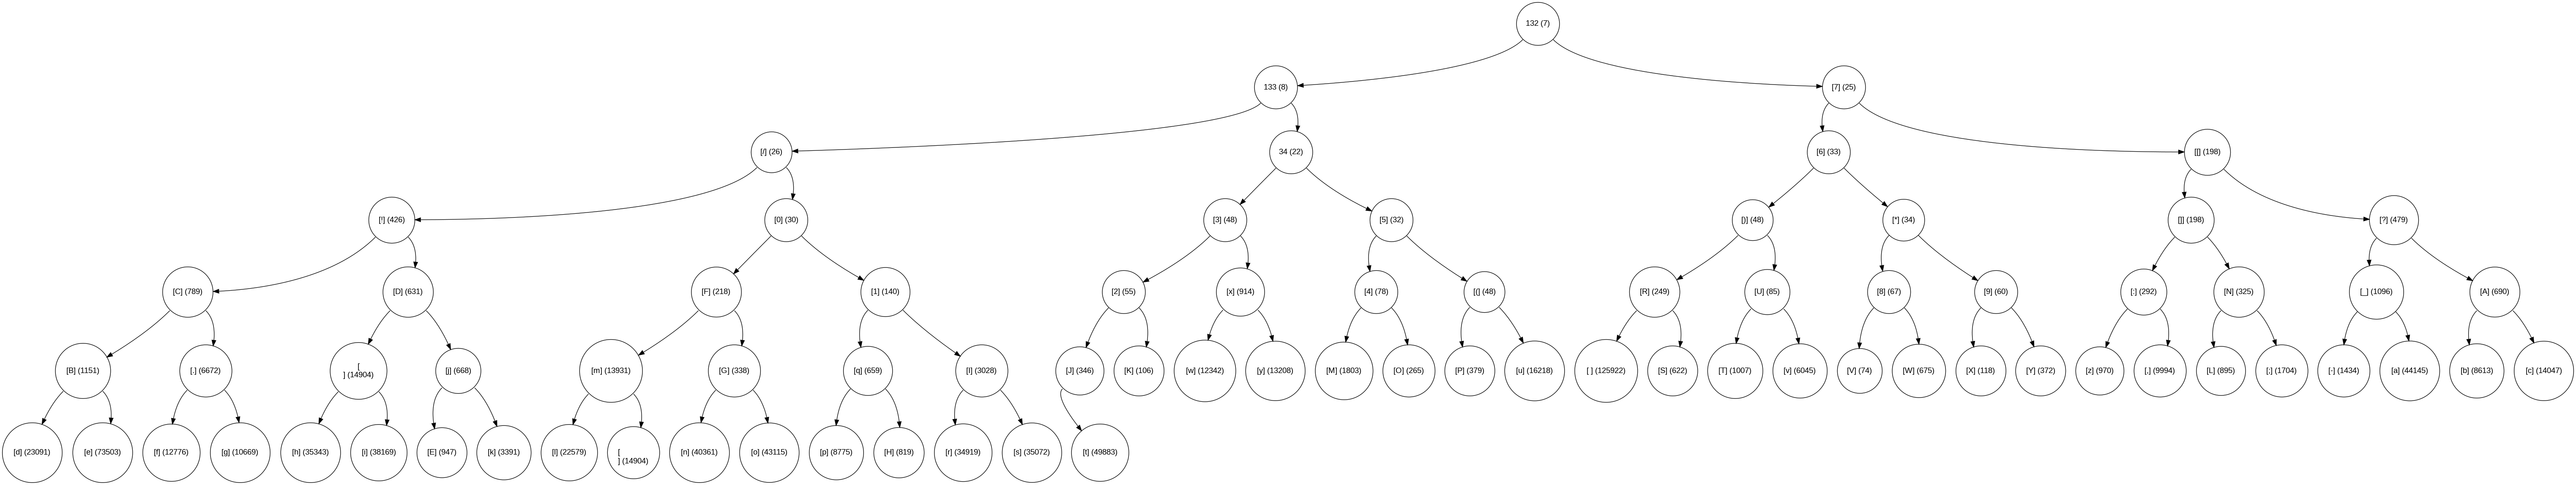 132 (7)
133 (8)
[7] (25)
[/] (26)
34 (22)
[6] (33)
[[] (198)
[!] (426)
[0] (30)
[3] (48)
[5] (32)
[)] (48)
[*] (34)
[]] (198)
[?] (479)
[C] (789)
[D] (631)
[F] (218)
[1] (140)
[2] (55)
[x] (914)
[4] (78)
[(] (48)
[R] (249)
[U] (85)
[8] (67)
[9] (60)
[:] (292)
[N] (325)
[_] (1096)
[A] (690)
[B] (1151)
[.] (6672)
[
] (14904)
[j] (668)
[m] (13931)
[G] (338)
[q] (659)
[I] (3028)
[J] (346)
[K] (106)
[w] (12342)
[y] (13208)
[M] (1803)
[O] (265)
[P] (379)
[u] (16218)
[ ] (125922)
[S] (622)
[T] (1007)
[v] (6045)
[V] (74)
[W] (675)
[X] (118)
[Y] (372)
[z] (970)
[,] (9994)
[L] (895)
[;] (1704)
[-] (1434)
[a] (44145)
[b] (8613)
[c] (14047)
[d] (23091)
[e] (73503)
[f] (12776)
[g] (10669)
[h] (35343)
[i] (38169)
[E] (947)
[k] (3391)
[l] (22579)
[
] (14904)
[n] (40361)
[o] (43115)
[p] (8775)
[H] (819)
[r] (34919)
[s] (35072)
[t] (49883)